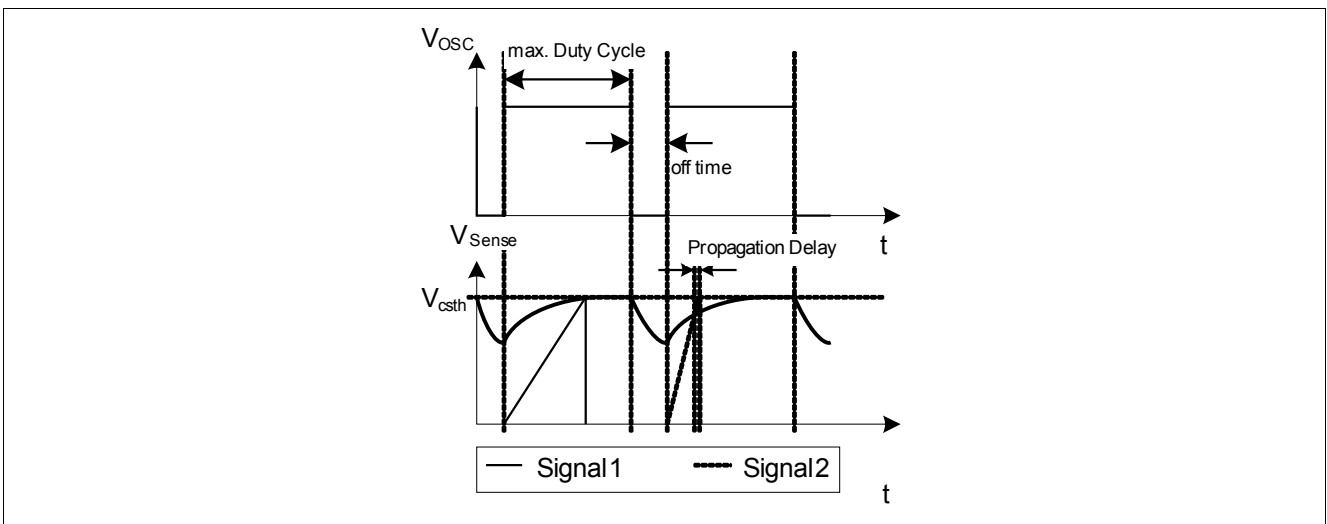 VOSC
max. Duty Cycle
off time
t
VSense
Propagation Delay
Vcsth
Signal1 Signal2
t